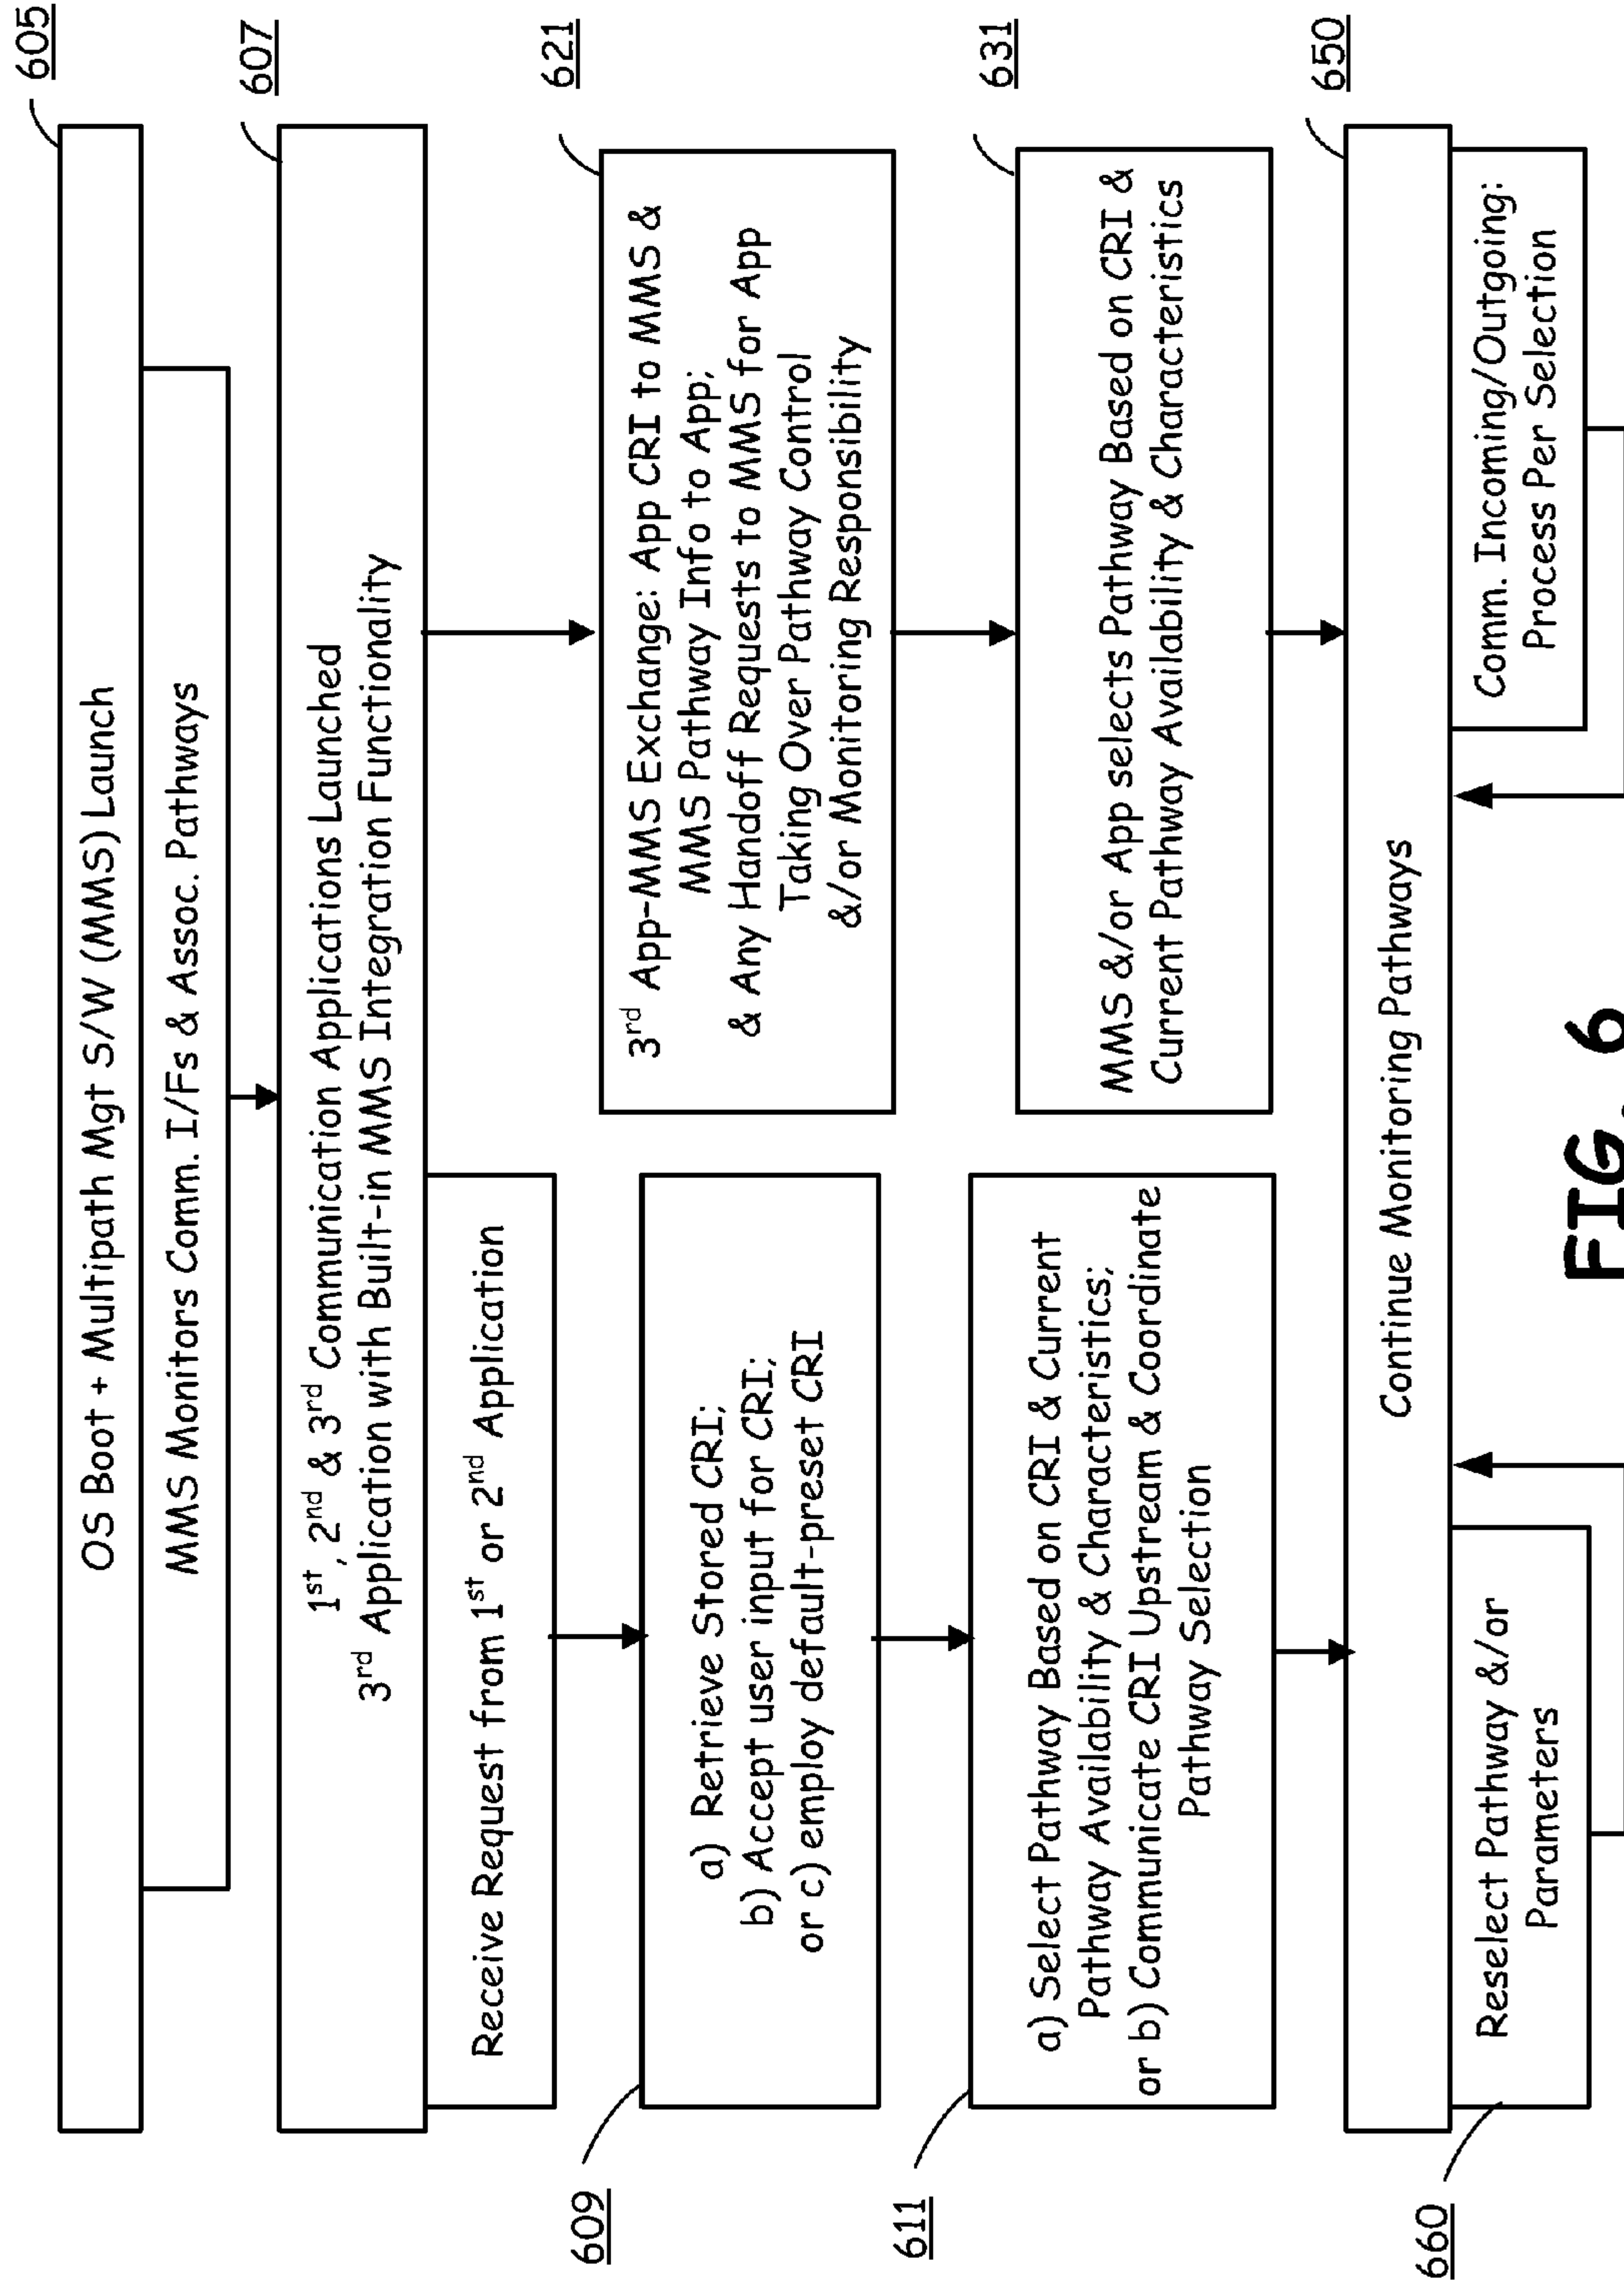 605
OS Boot + Multipath Mgt S/W (MMS) Launch
MMS Monitors Comm. I/Fs & Assoc. Pathways
607
1st, 2nd & 3rd Communication Applications Launched
3rd Application with Built-in MMS Integration Functionality
Receive Request from 1st or 2nd Application
609
a) Retrieve Stored CRI;
b) Accept user input for CRI;
or c) employ default-preset CRI
621
3rd App-MMS Exchange: App CRI to MMS &
MMS Pathway Info to App;
& Any Handoff Requests to MMS for App
Taking Over Pathway Control
&/or Monitoring Responsibility
611
a) Select Pathway Based on CRI & Current
Pathway Availability & Characteristics;
or b) Communicate CRI Upstream & Coordinate
Pathway Selection
631
MMS &/or App selects Pathway Based on CRI &
Current Pathway Availability & Characteristics
650
Continue Monitoring Pathways
660
Reselect Pathway &/or
Parameters
Comm. Incoming/Outgoing:
Process Per Selection
FIG. 6